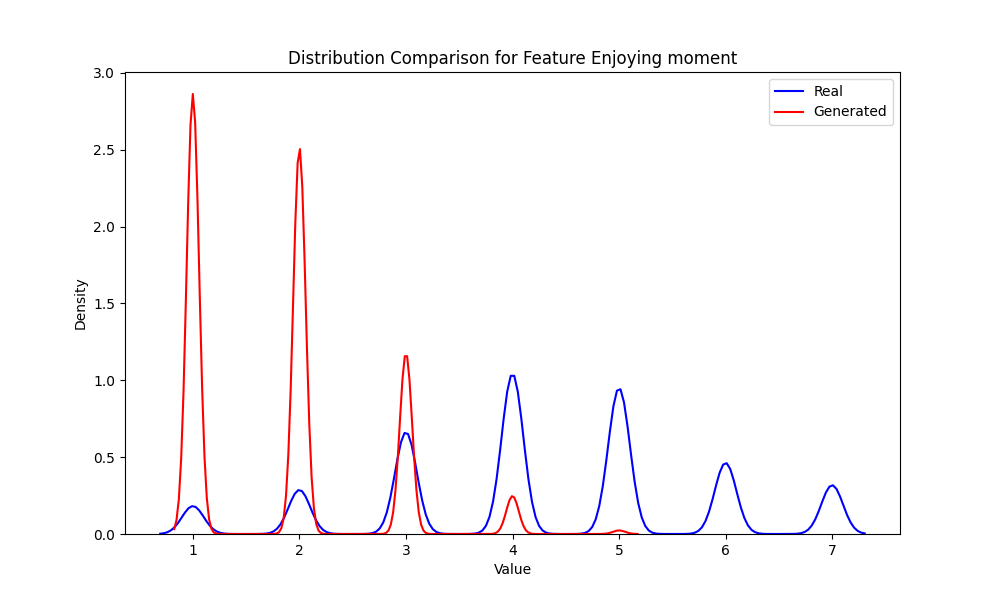 Distribution Comparison for Feature Enjoying moment
Real
Generated
Density
3.0
2.5
2.0
1.5
1.0
0.5
0.0
1 2 3 4 5 6 7
Value